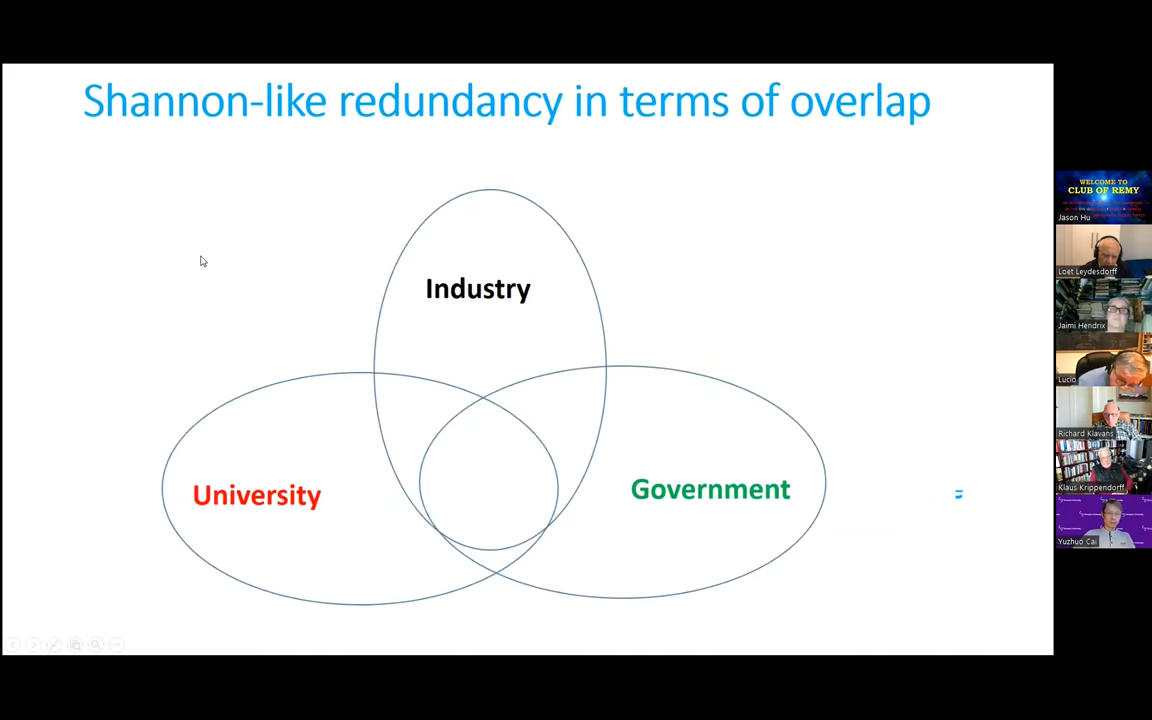 Shannon-like redundancy in terms of overlap
Industry
University
Government
=
WELCOME TO
CLUB OF REMY
Jason Hu
Loet Leydesdorff
Jaimi Hendrix
Lucio
Richard Klavans
Klaus Krippendorff
Yuzhuo Cai